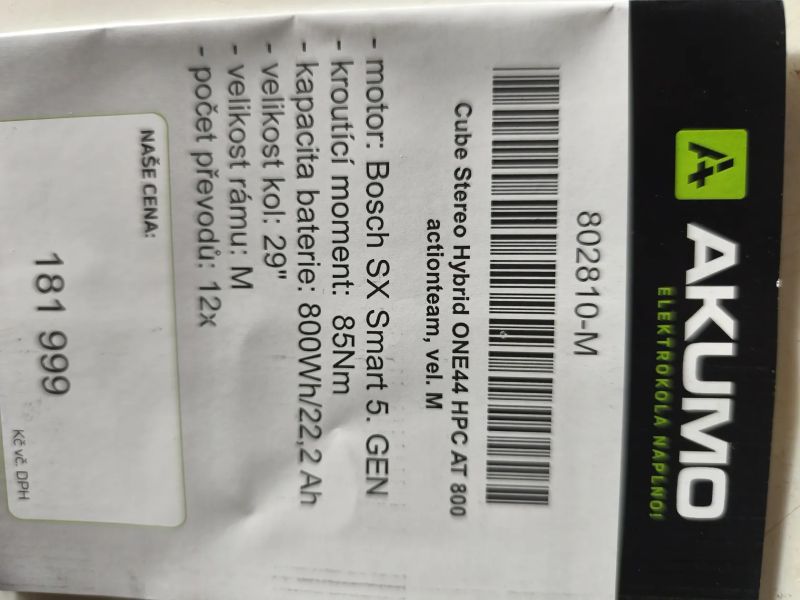 AKUMO
ELEKTROKOLA NAPLNO!
802810-M
Cube Stereo Hybrid ONE44 HPC AT 800
actionteam, vel. M
- motor: Bosch SX Smart 5. GEN
- kroutící moment: 85Nm
- kapacita baterie: 800Wh/22,2 Ah
- velikost kol: 29"
- velikost rámu: M
- počet převodů: 12x
NAŠE CENA:
181 999
Kč vč. DPH